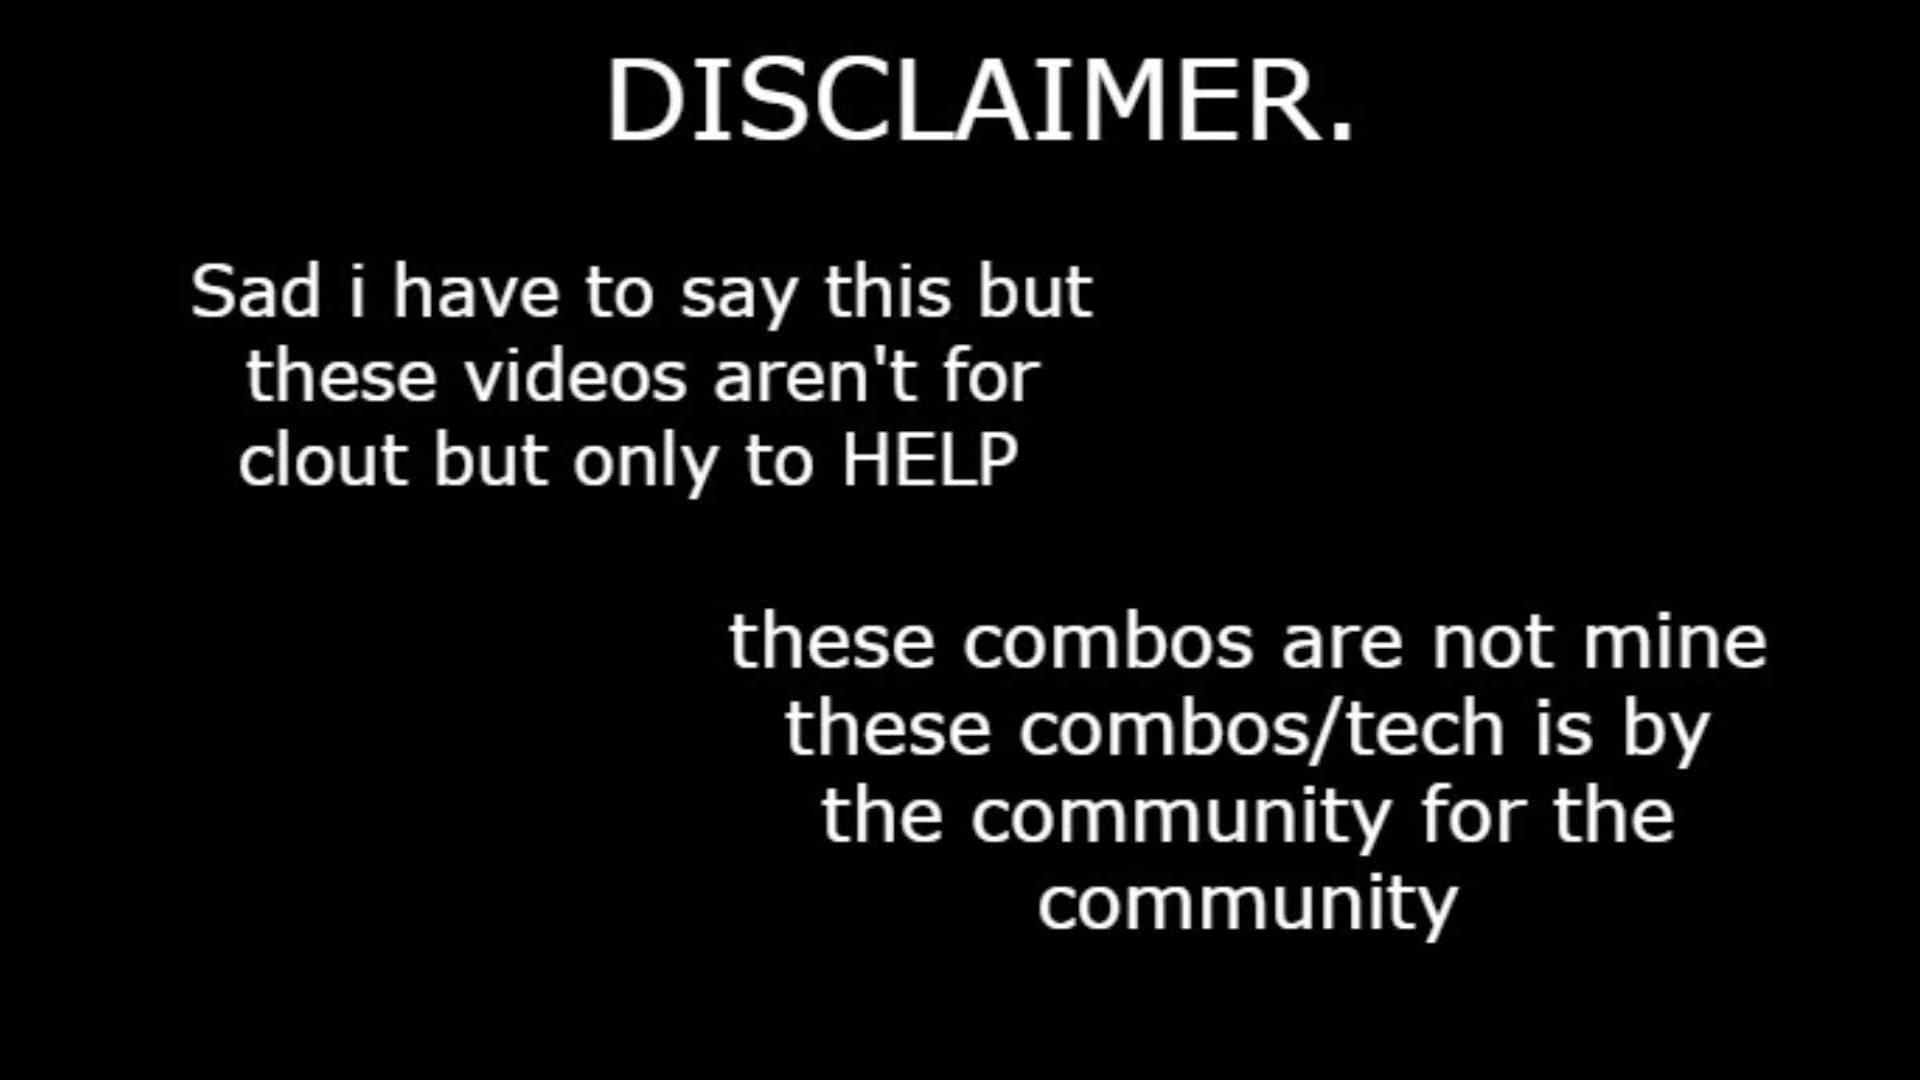 DISCLAIMER.
Sad i have to say this but
these videos aren't for
clout but only to HELP
these combos are not mine
these combos/tech is by
the community for the
community